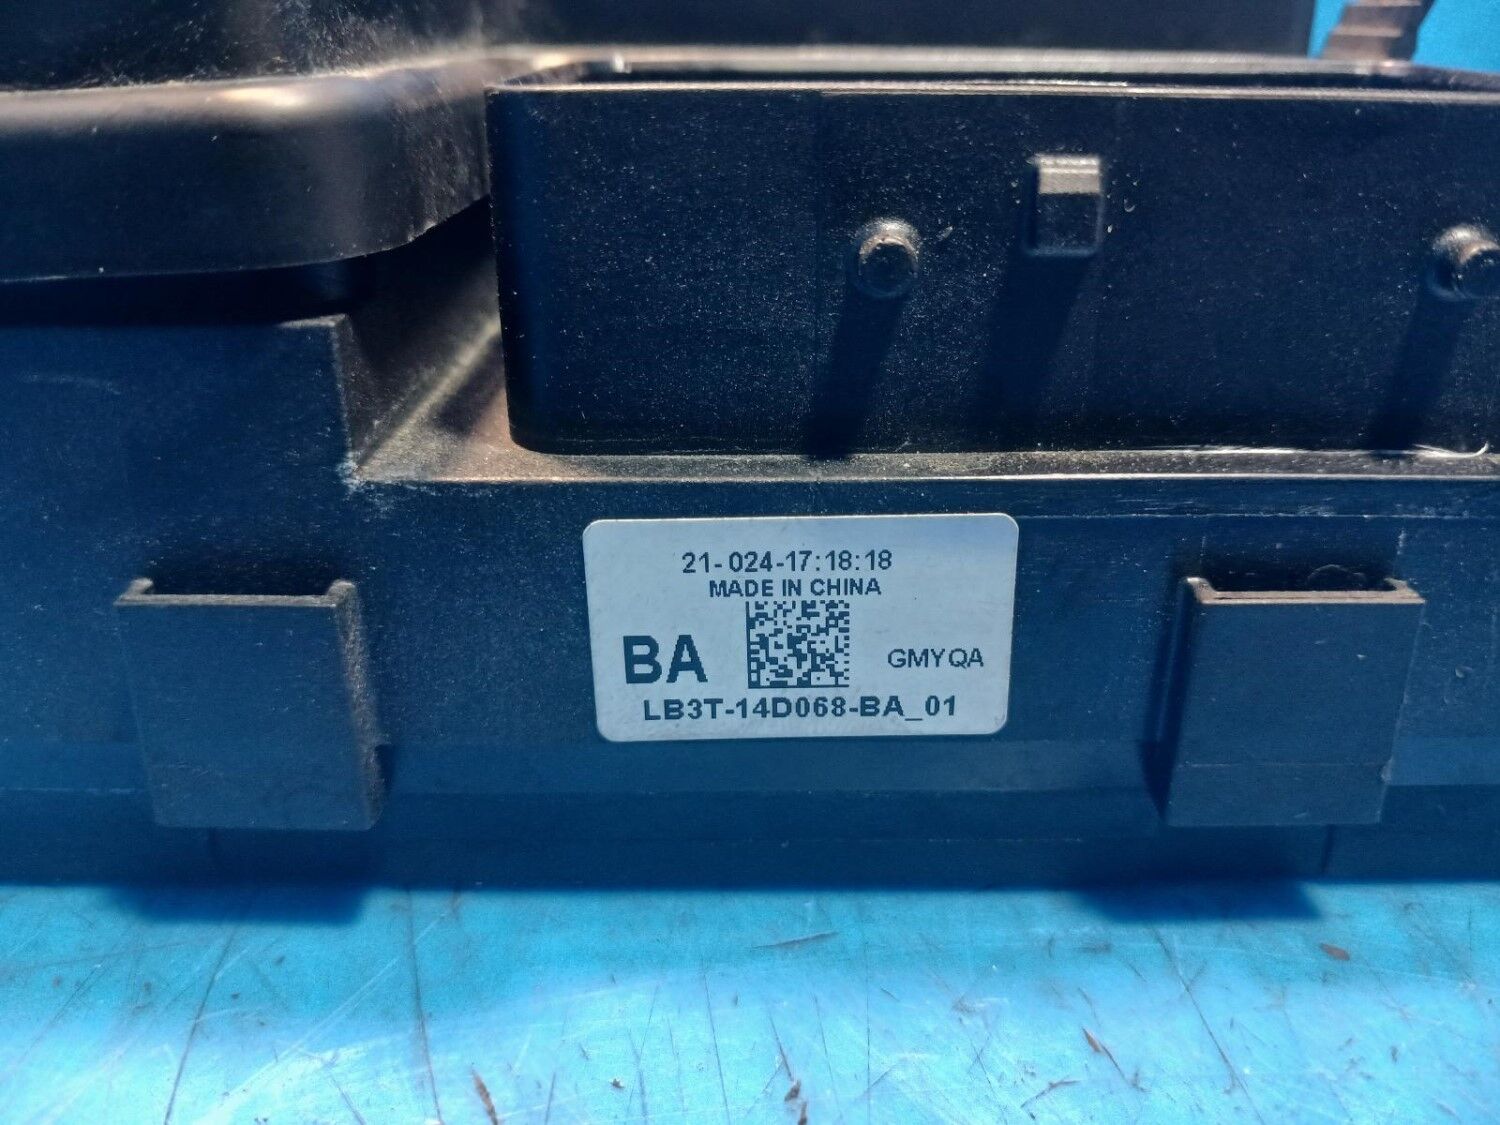 21-024-17:18:18
MADE IN CHINA
BA
GMYQA
LB3T-14D068-BA_01